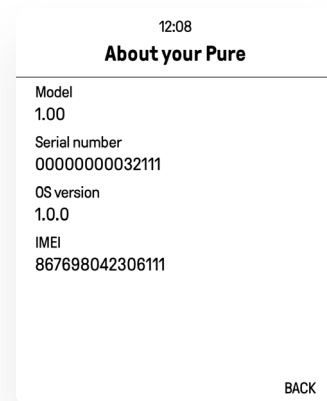 12:08
About your Pure
Model
1.00
Serial number
00000000032111
OS version
1.0.0
IMEI
867698042306111
BACK